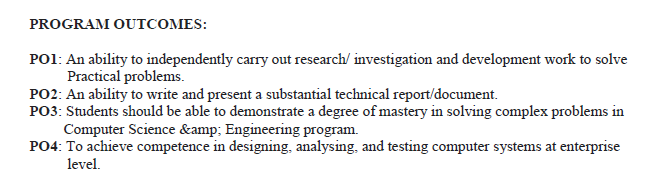 PROGRAM OUTCOMES:
PO1: An ability to independently carry out research/ investigation and development work to solve
Practical problems.
PO2: An ability to write and present a substantial technical report/document.
PO3: Students should be able to demonstrate a degree of mastery in solving complex problems in
Computer Science &amp; Engineering program.
PO4: To achieve competence in designing, analysing, and testing computer systems at enterprise
level.